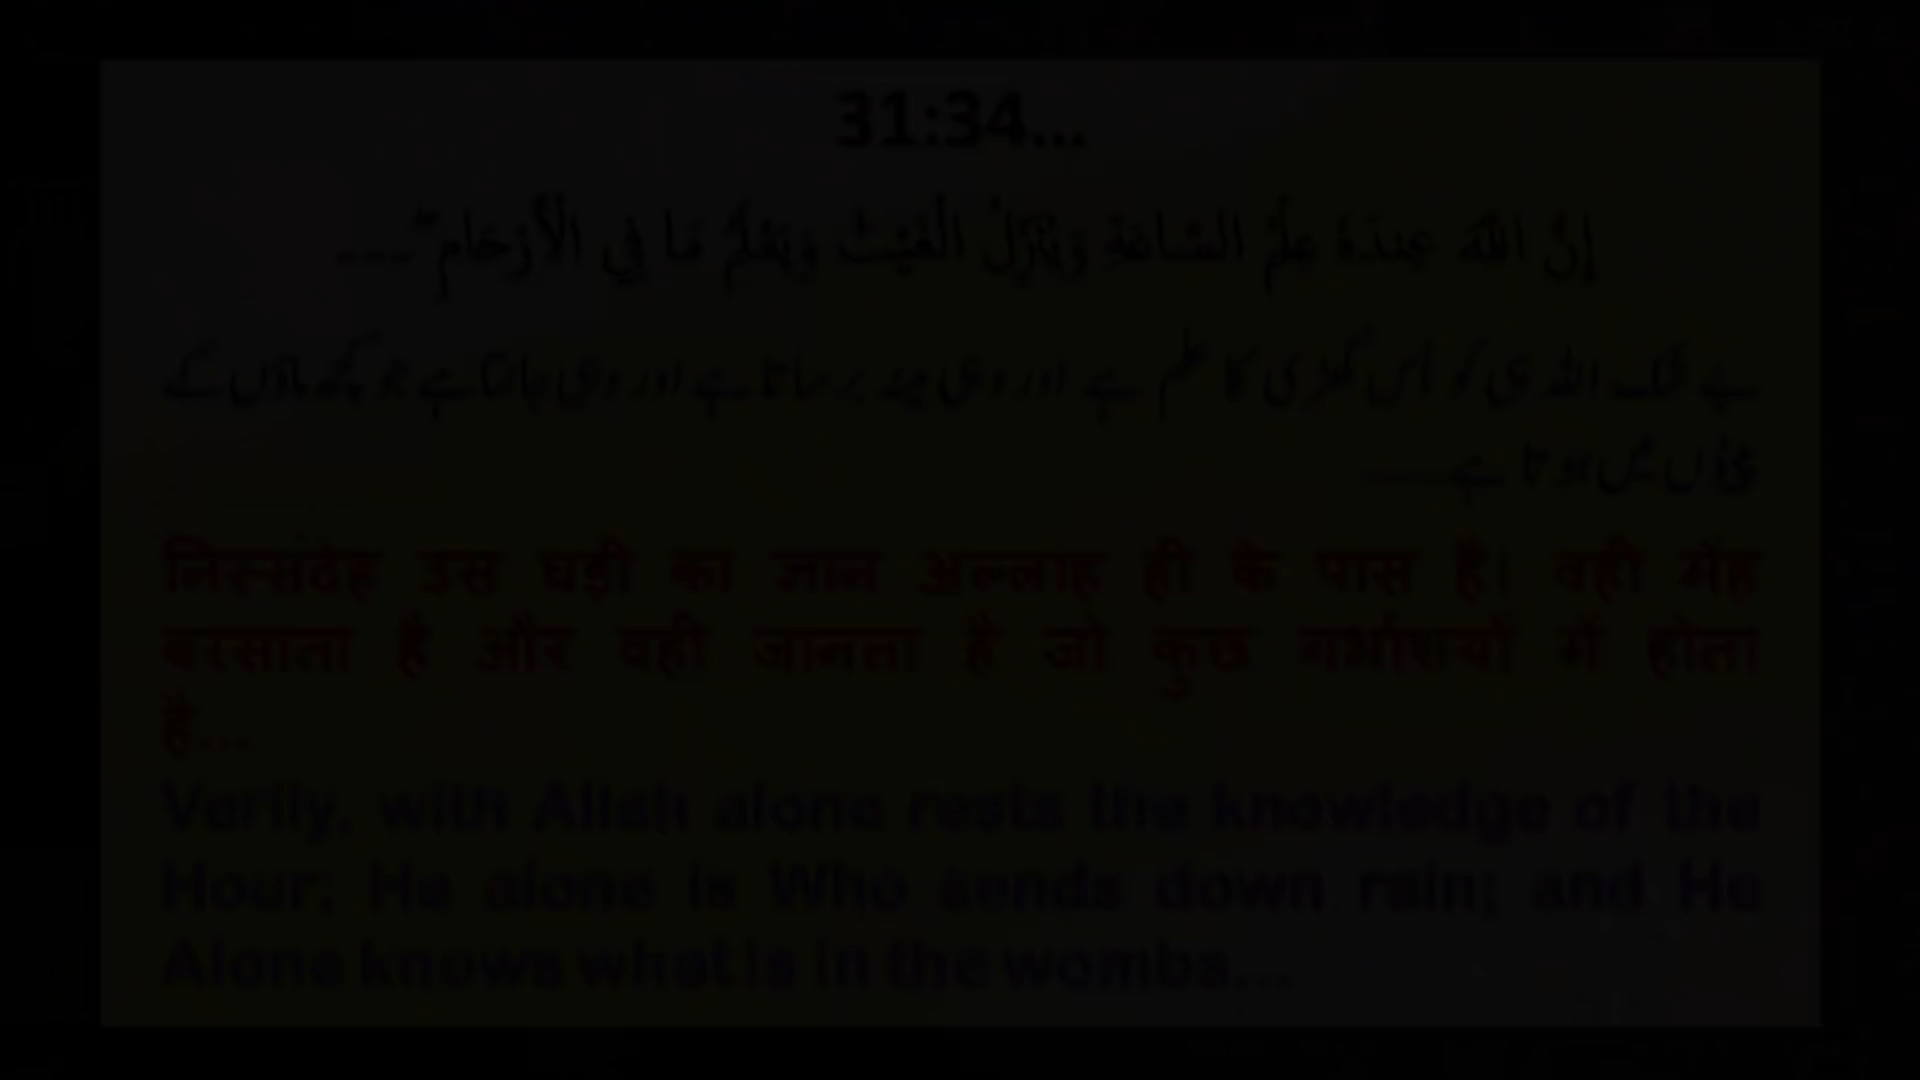 31:34...
إِنَّ اللَّهَ عِندَهُ عِلْمُ السَّاعَةِ وَيُنَزِّلُ الْغَيْثَ وَيَعْلَمُ مَا فِي الْأَرْحَامِ ۖ ۔۔۔
بے شک اللہ ہی کو اُس گھڑی کا علم ہے اور وہی مینہ برساتا ہے اور وہی جانتا ہے جو کچھ ماؤں کے
پیٹوں میں ہوتا ہے۔۔۔
निस्संदेह उस घड़ी का ज्ञान अल्लाह ही के पास है। वही मेंह
बरसाता है और वही जानता है जो कुछ गर्भाशयों में होता
है...
Verily, with Allah alone rests the knowledge of the
Hour; He alone is Who sends down rain; and He
Alone knows what is in the wombs....